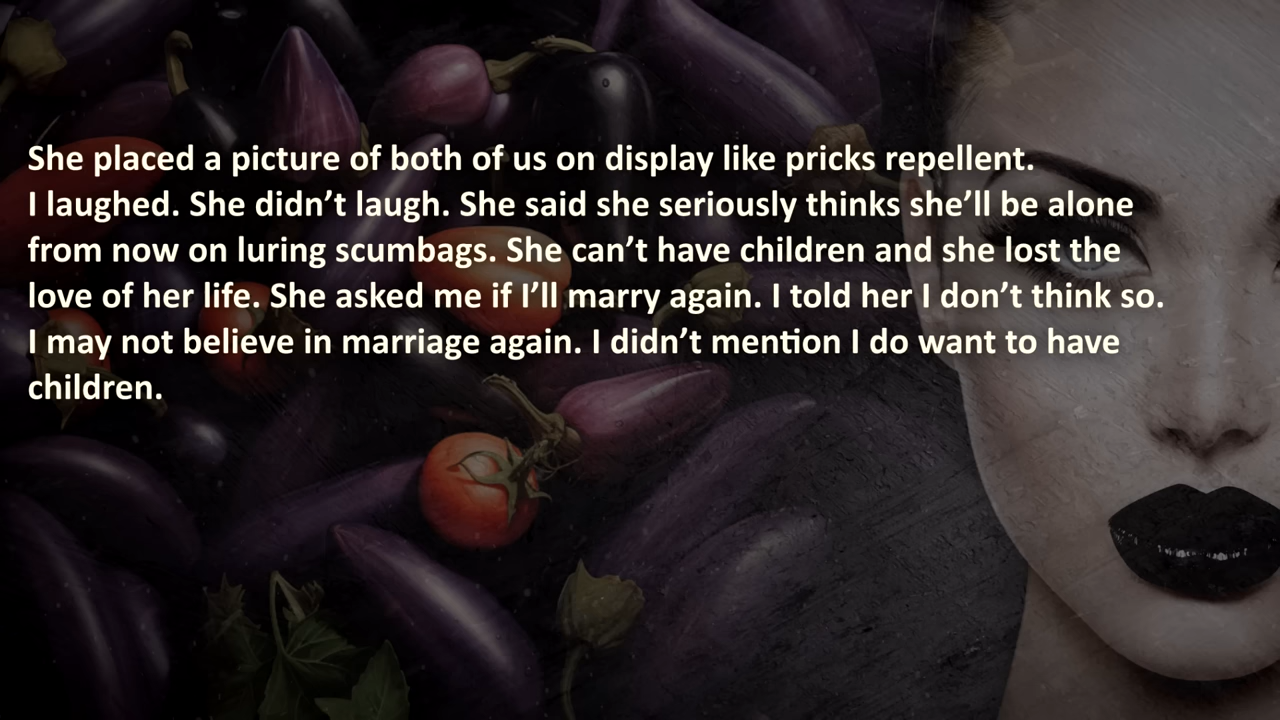 She placed a picture of both of us on display like pricks repellent.
I laughed. She didn’t laugh. She said she seriously thinks she’ll be alone
from now on luring scumbags. She can’t have children and she lost the
love of her life. She asked me if I’ll marry again. I told her I don’t think so.
I may not believe in marriage again. I didn’t mention I do want to have
children.